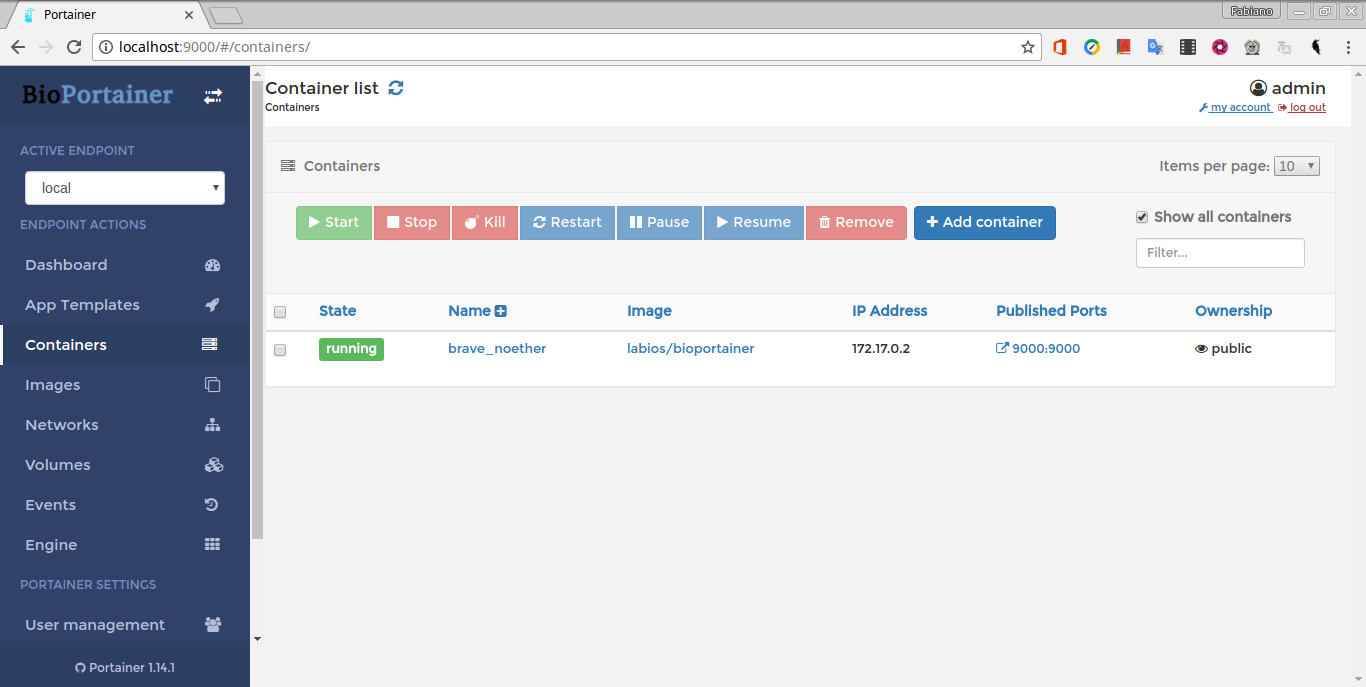 Portainer
Fabiano
localhost:9000/#/containers/
BioPortainer
ACTIVE ENDPOINT
local
ENDPOINT ACTIONS
Dashboard
App Templates
Containers
Images
Networks
Volumes
Events
Engine
PORTAINER SETTINGS
User management
Portainer 1.14.1
Container list
Containers
admin
my account log out
Containers
Items per page: 10
Start Stop Kill Restart Pause Resume Remove Add container
Show all containers
Filter...
State Name Image IP Address Published Ports Ownership
running brave_noether labios/bioportainer 172.17.0.2 9000:9000 public